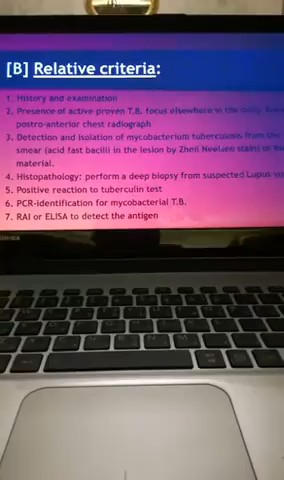 [B] Relative criteria:
1. History and examination
2. Presence of active proven T.B. focus elsewhere in the body.
postro-anterior chest radiograph
3. Detection and isolation of mycobacterium tuberculosis from the
smear (acid fast bacilli in the lesion by Zheil Neelsen stain) or
material.
4. Histopathology: perform a deep biopsy from suspected Lupus
5. Positive reaction to tuberculin test
6. PCR-identification for mycobacterial T.B.
7. RAI or ELISA to detect the antigen